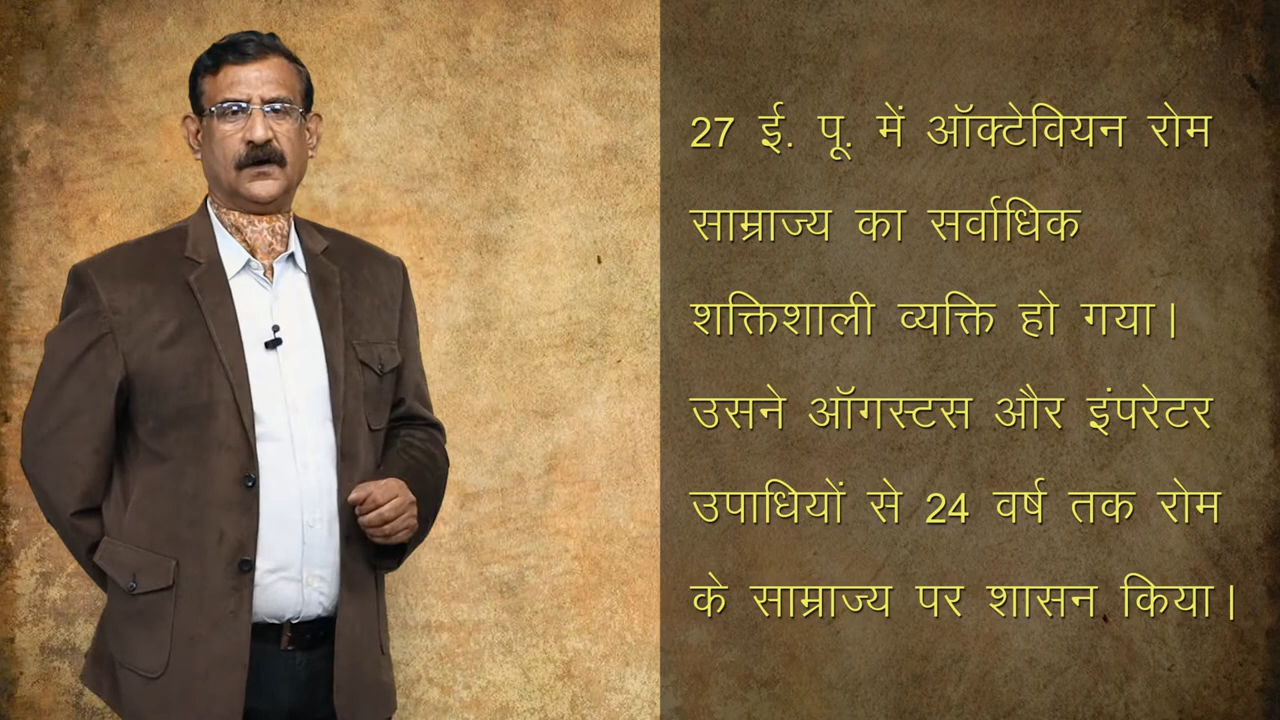 27 ई. पू. में ऑक्टेवियन रोम
साम्राज्य का सर्वाधिक
शक्तिशाली व्यक्ति हो गया।
उसने ऑगस्टस और इंपरेटर
उपाधियों से 24 वर्ष तक रोम
के साम्राज्य पर शासन किया।